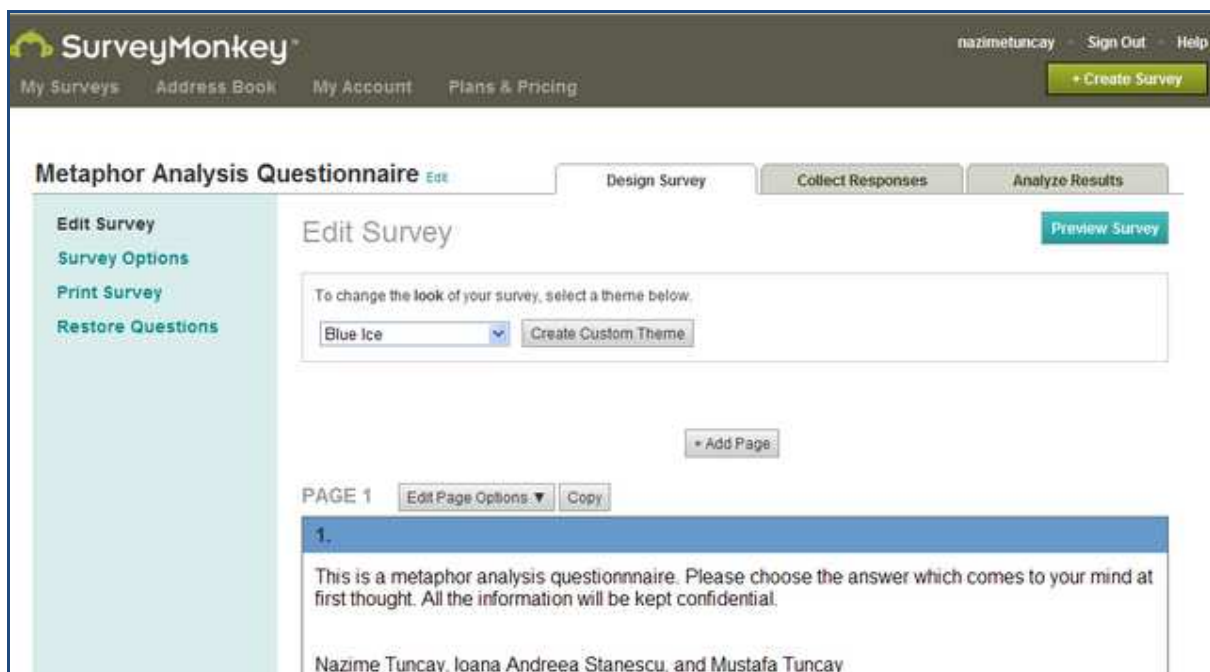 SurveyMonkey
nazimetuncay Sign Out Help
My Surveys Address Book My Account Plans & Pricing
+ Create Survey
Metaphor Analysis Questionnaire Edit
Design Survey Collect Responses Analyze Results
Edit Survey
Survey Options
Print Survey
Restore Questions
Edit Survey
Preview Survey
To change the look of your survey, select a theme below.
Blue Ice Create Custom Theme
+ Add Page
PAGE 1 Edit Page Options ▼ Copy
1.
This is a metaphor analysis questionnnaire. Please choose the answer which comes to your mind at
first thought. All the information will be kept confidential.
Nazime Tuncay, Ioana Andreea Stanescu, and Mustafa Tuncay